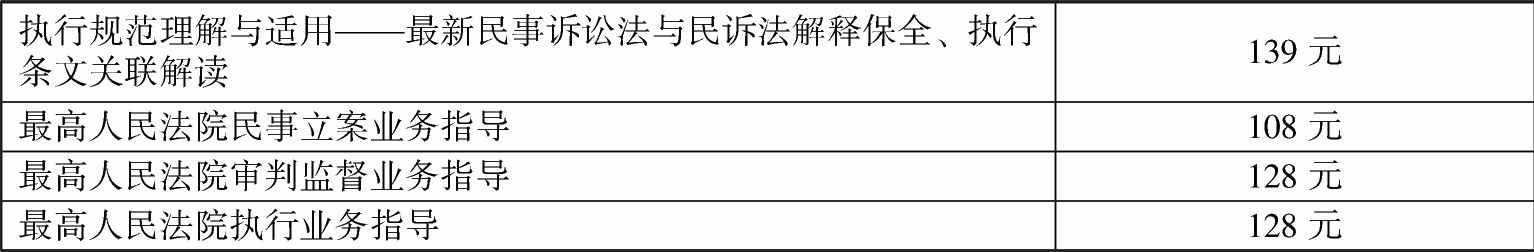 执行规范理解与适用——最新民事诉讼法与民诉法解释保全、执行
条文关联解读
139 元
最高人民法院民事立案业务指导
108 元
最高人民法院审判监督业务指导
128 元
最高人民法院执行业务指导
128 元